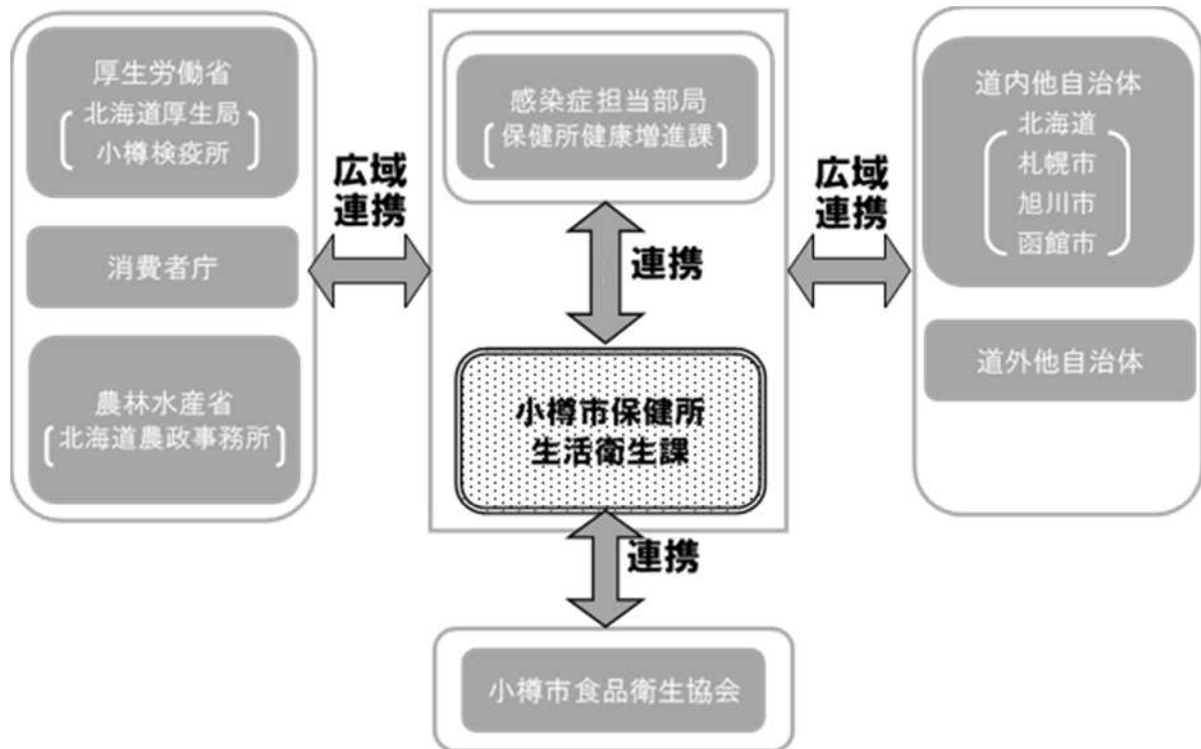 厚生労働省
北海道厚生局
小樽検疫所
消費者庁
農林水産省
北海道農政事務所
広域
連携
感染症担当部局
保健所健康増進課
連携
小樽市保健所
生活衛生課
連携
小樽市食品衛生協会
広域
連携
道内他自治体
北海道
札幌市
旭川市
函館市
道外他自治体